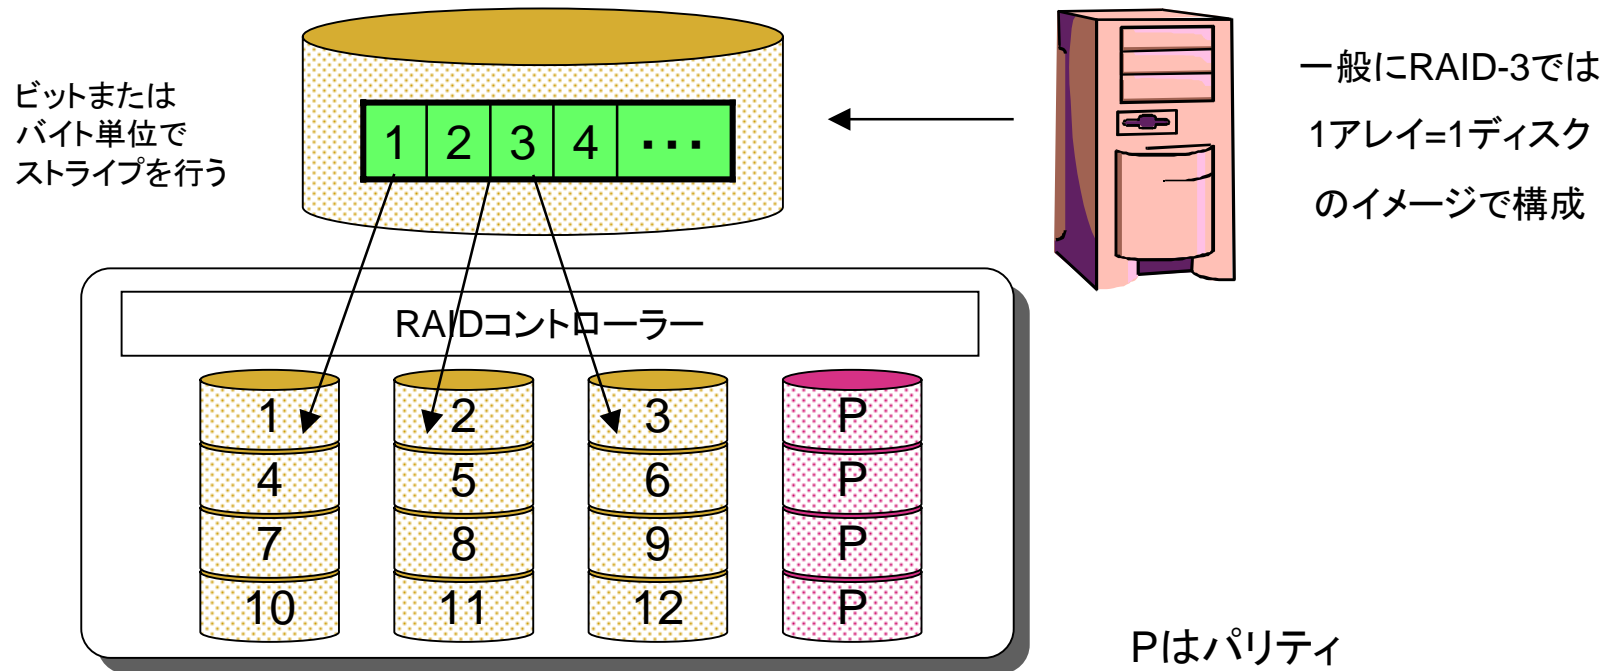 ビットまたは
バイト単位で
ストライプを行う
1 2 3 4 ・・・
一般にRAID-3では
1アレイ=1ディスク
のイメージで構成
RAIDコントローラー
1 2 3 P
4 5 6 P
7 8 9 P
10 11 12 P
Pはパリティ